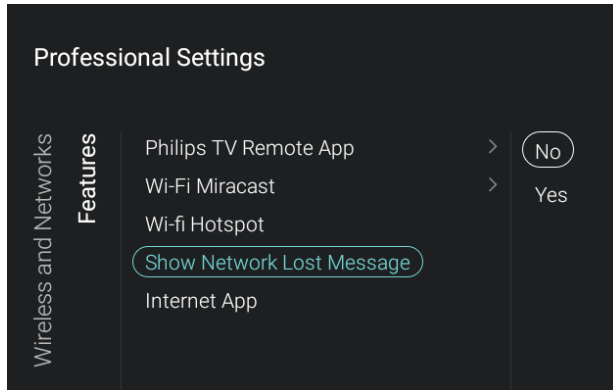 Professional Settings
Wireless and Networks
Features
Philips TV Remote App
Wi-Fi Miracast
Wi-fi Hotspot
Show Network Lost Message
Internet App
No
Yes